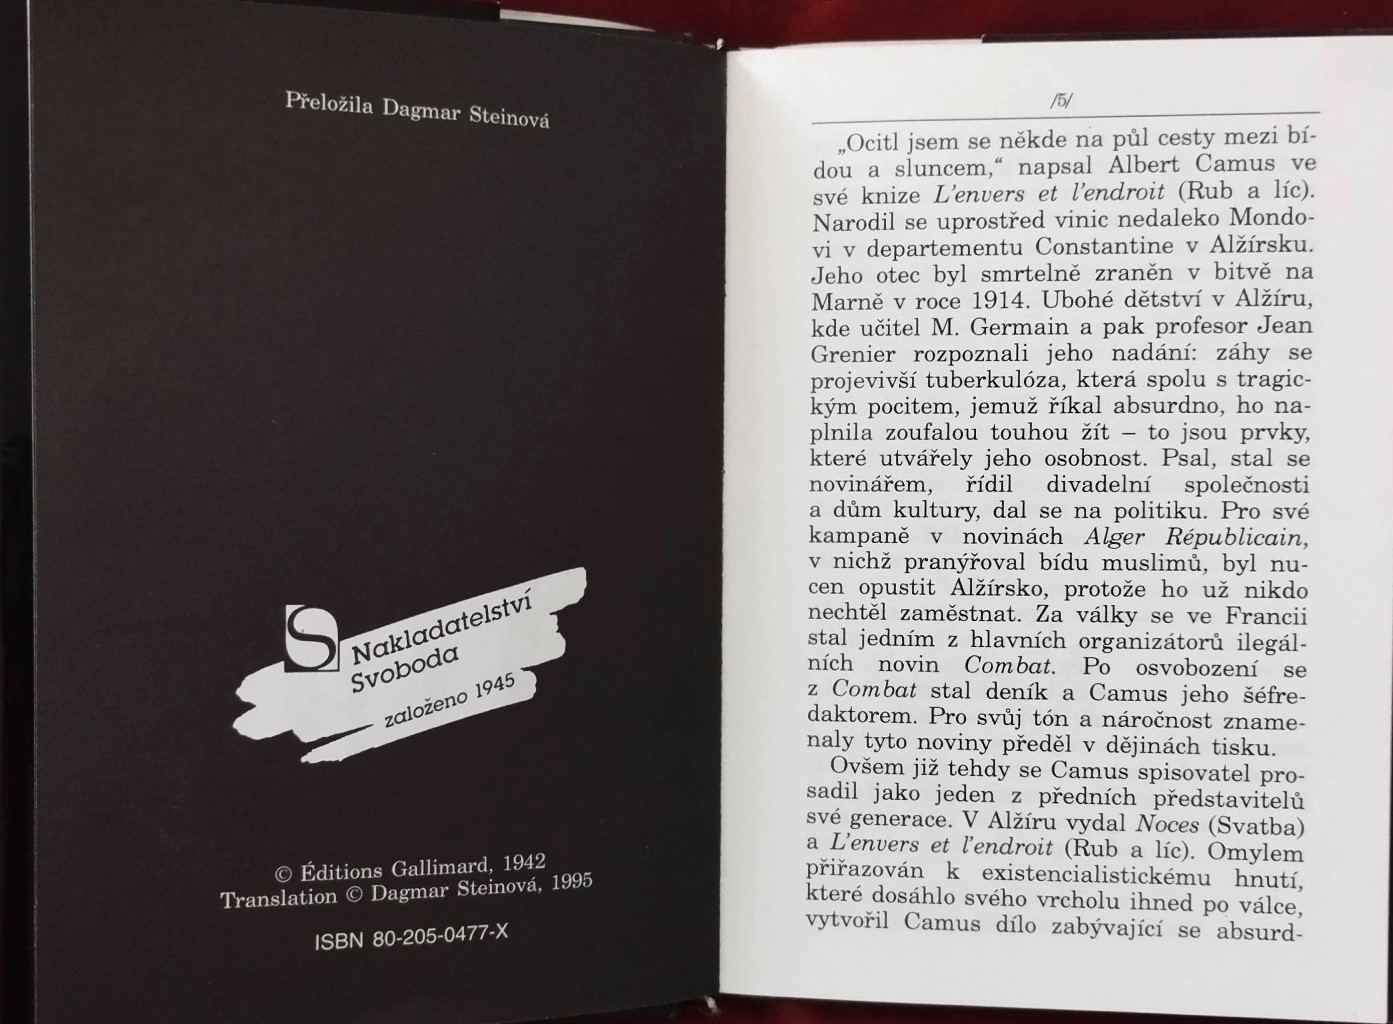 Přeložila Dagmar Steinová
S
Nakladatelství
Svoboda
založeno 1945
© Éditions Gallimard, 1942
Translation © Dagmar Steinová, 1995
ISBN 80-205-0477-X
/5/
„Ocitl jsem se někde na půl cesty mezi bí-
dou a sluncem,“ napsal Albert Camus ve
své knize L'envers et l'endroit (Rub a líc).
Narodil se uprostřed vinic nedaleko Mondo-
vi v departementu Constantine v Alžírsku.
Jeho otec byl smrtelně zraněn v bitvě na
Marně v roce 1914. Ubohé dětství v Alžíru,
kde učitel M. Germain a pak profesor Jean
Grenier rozpoznali jeho nadání: záhy se
projevivší tuberkulóza, která spolu s tragic-
kým pocitem, jemuž říkal absurdno, ho na-
plnila zoufalou touhou žít – to jsou prvky,
které utvářely jeho osobnost. Psal, stal se
novinářem, řídil divadelní společnosti
a dům kultury, dal se na politiku. Pro své
kampaně v novinách Alger Républicain,
v nichž pranýřoval bídu muslimů, byl nu-
cen opustit Alžírsko, protože ho už nikdo
nechtěl zaměstnat. Za války se ve Francii
stal jedním z hlavních organizátorů ilegál-
ních novin Combat. Po osvobození se
z Combat stal deník a Camus jeho šéfre-
daktorem. Pro svůj tón a náročnost zname-
naly tyto noviny předěl v dějinách tisku.
Ovšem již tehdy se Camus spisovatel pro-
sadil jako jeden z předních představitelů
své generace. V Alžíru vydal Noces (Svatba)
a L'envers et l'endroit (Rub a líc). Omylem
přiřazován k existencialistickému hnutí,
které dosáhlo svého vrcholu ihned po válce,
vytvořil Camus dílo zabývající se absurd-